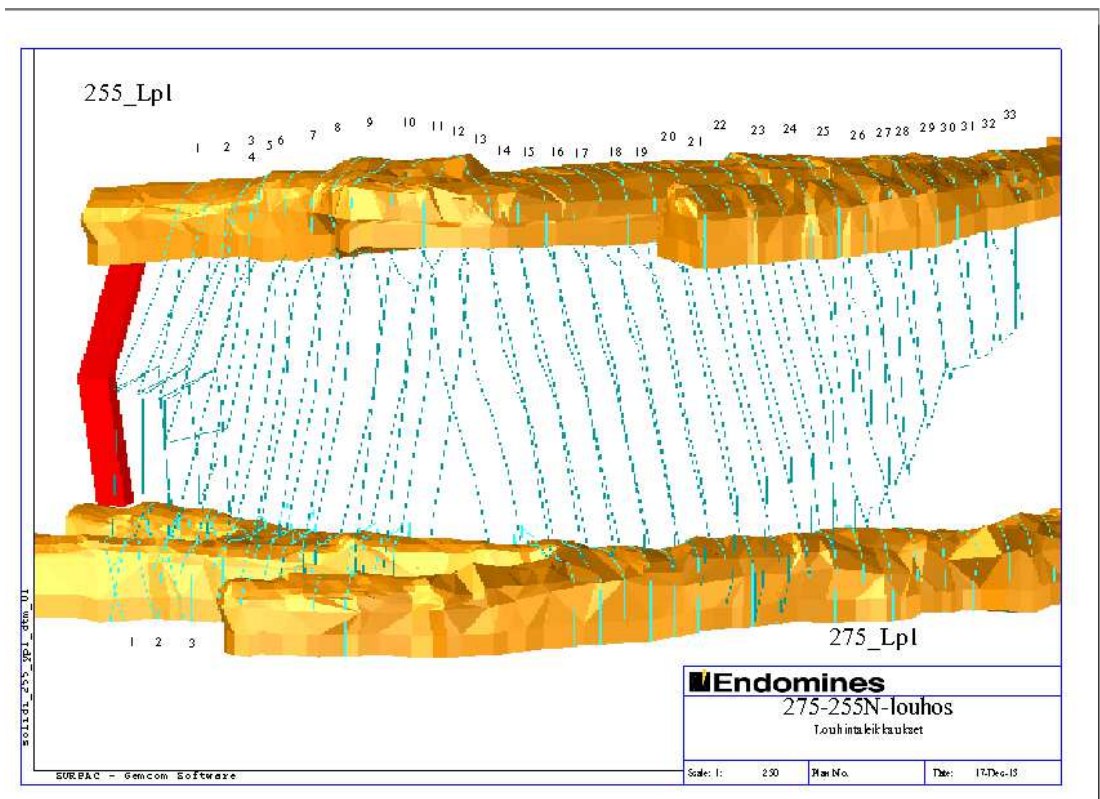 255_Lpl
1 2 3 4 5 6 7 8 9 10 11 12 13 14 15 16 17 18 19 20 21 22 23 24 25 26 27 28 29 30 31 32 33
1 2 3
275_Lpl
Endomines
275-255N-louhos
Louhintaleikkaukset
Scale: 1: 250 Plan No. Date: 17-Dec-13
SURPAC - Gemcom Software